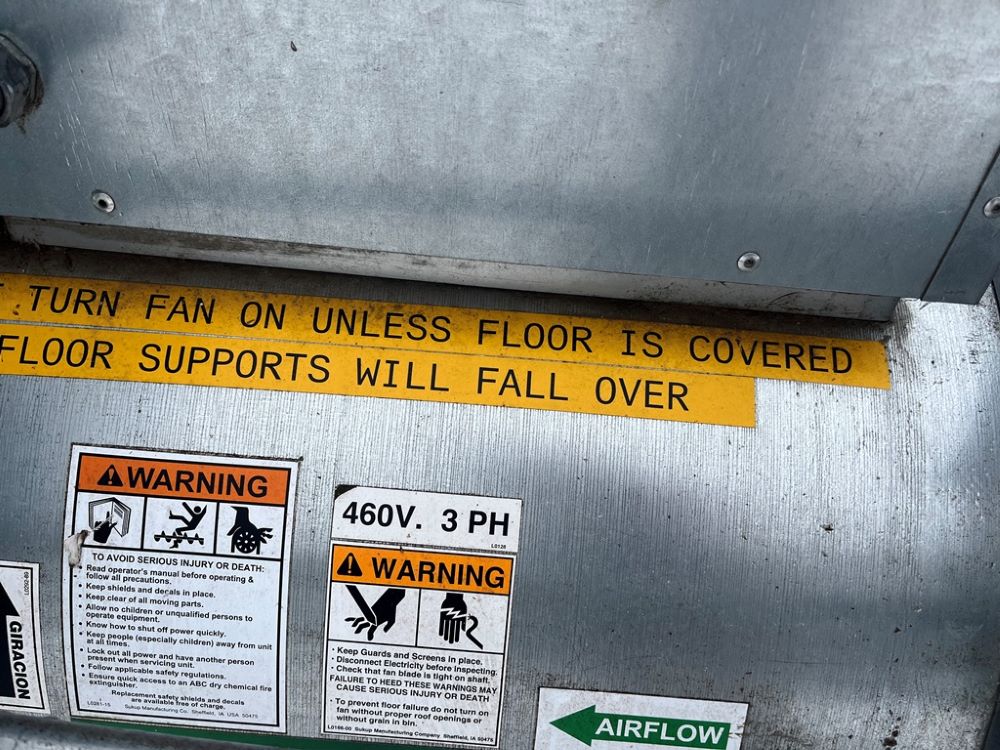 TURN FAN ON UNLESS FLOOR IS COVERED
FLOOR SUPPORTS WILL FALL OVER
WARNING
TO AVOID SERIOUS INJURY OR DEATH:
• Read operator's manual before operating &
follow all precautions.
• Keep shields and decals in place.
• Keep clear of all moving parts.
• Allow no children or unqualified persons to
operate equipment.
• Know how to shut off power quickly.
• Keep people (especially children) away from unit
at all times.
• Lock out all power and have another person
present when servicing unit.
• Follow applicable safety regulations.
• Ensure quick access to an ABC dry chemical fire
extinguisher.
Replacement safety shields and decals
are available free of charge.
Sukup Manufacturing Co. Sheffield, IA. USA 50475
L0281-15
460V. 3 PH
L0126
WARNING
• Keep Guards and Screens in place.
• Disconnect Electricity before Inspecting.
• Check that fan blade is tight on shaft.
FAILURE TO HEED THESE WARNINGS MAY
CAUSE SERIOUS INJURY OR DEATH
• To prevent floor failure do not turn on
fan without proper roof openings or
without grain in bin.
L0166-00 Sukup Manufacturing Company Sheffield, IA 50475
GIRACION
AIRFLOW